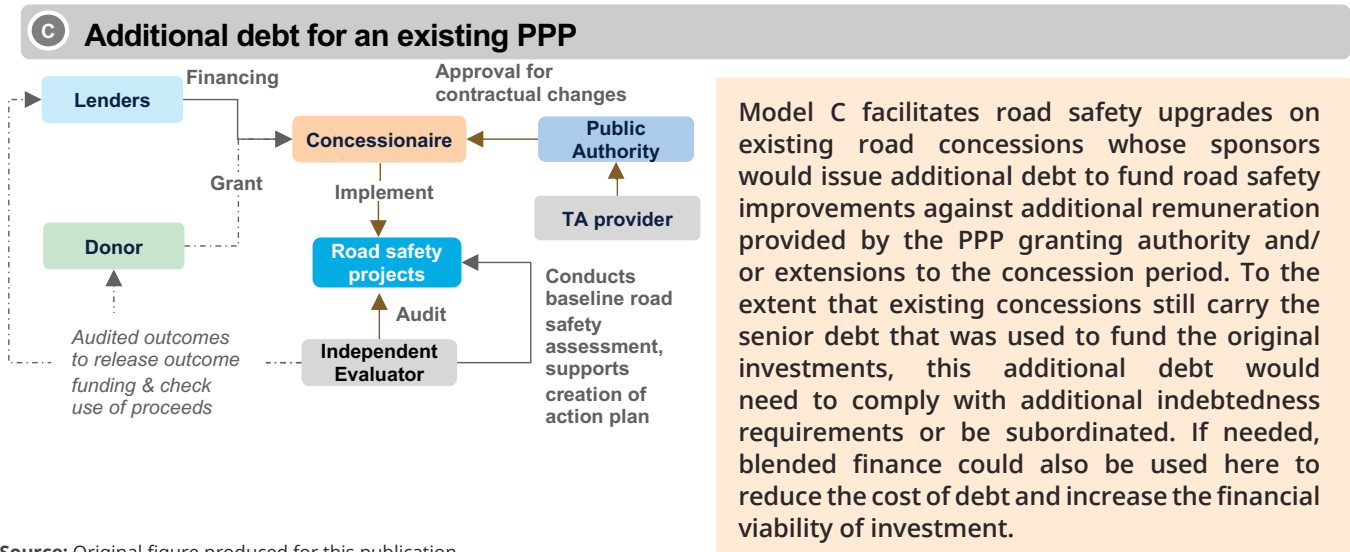 C Additional debt for an existing PPP
Financing
Approval for
contractual changes
Lenders
Concessionaire
Public
Authority
Grant
Implement
TA provider
Donor
Road safety
projects
Conducts
baseline road
safety
assessment,
supports
creation of
action plan
Audit
Audited outcomes
to release outcome
funding & check
use of proceeds
Independent
Evaluator
Model C facilitates road safety upgrades on
existing road concessions whose sponsors
would issue additional debt to fund road safety
improvements against additional remuneration
provided by the PPP granting authority and/
or extensions to the concession period. To the
extent that existing concessions still carry the
senior debt that was used to fund the original
investments, this additional debt would
need to comply with additional indebtedness
requirements or be subordinated. If needed,
blended finance could also be used here to
reduce the cost of debt and increase the financial
viability of investment.
Source: Original figure produced for this publication